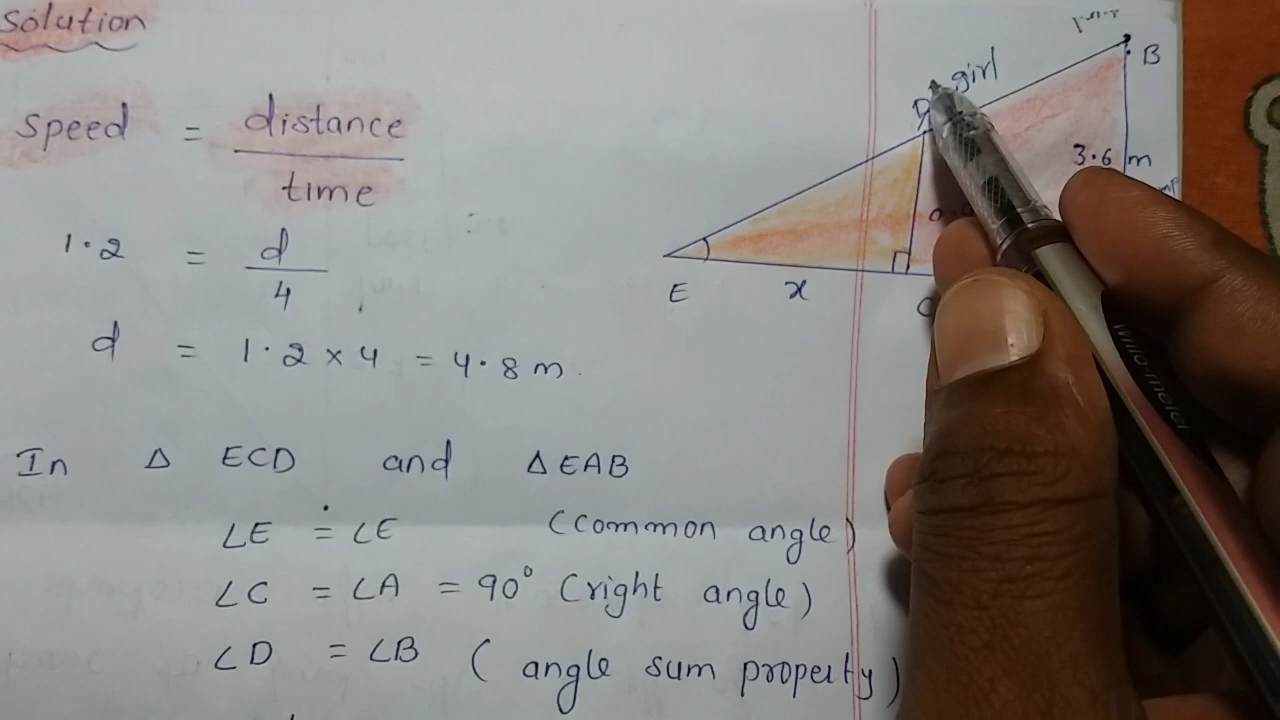 Solution
Speed = distance / time
1.2 = d / 4
d = 1.2 × 4 = 4.8 m.
In Δ ECD and Δ EAB
∠E = ∠E (common angle)
∠C = ∠A = 90° (right angle)
∠D = ∠B (angle sum property)
B
D girl
3.6 m
E x C